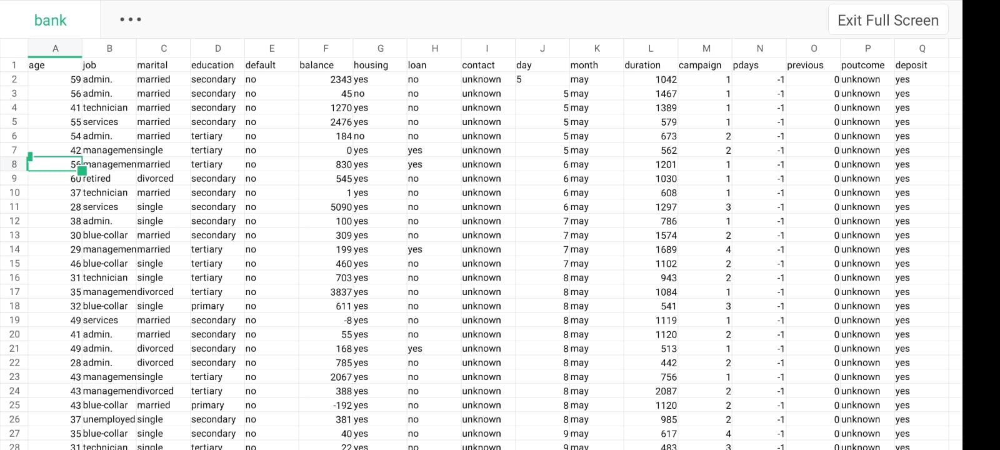 bank ••• Exit Full Screen
A B C D E F G H I J K L M N O P Q
1 age job marital education default balance housing loan contact day month duration campaign pdays previous poutcome deposit
2 59 admin. married secondary no 2343 yes no unknown 5 may 1042 1 -1 0 unknown yes
3 56 admin. married secondary no 45 no no unknown 5 may 1467 1 -1 0 unknown yes
4 41 technician married secondary no 1270 yes no unknown 5 may 1389 1 -1 0 unknown yes
5 55 services married secondary no 2476 yes no unknown 5 may 579 1 -1 0 unknown yes
6 54 admin. married tertiary no 184 no no unknown 5 may 673 2 -1 0 unknown yes
7 42 managemen single tertiary no 0 yes yes unknown 5 may 562 2 -1 0 unknown yes
8 56 managemen married tertiary no 830 yes yes unknown 6 may 1201 1 -1 0 unknown yes
9 60 retired divorced secondary no 545 yes no unknown 6 may 1030 1 -1 0 unknown yes
10 37 technician married secondary no 1 yes no unknown 6 may 608 1 -1 0 unknown yes
11 28 services single secondary no 5090 yes no unknown 6 may 1297 3 -1 0 unknown yes
12 38 admin. single secondary no 100 yes no unknown 7 may 786 1 -1 0 unknown yes
13 30 blue-collar married secondary no 309 yes no unknown 7 may 1574 2 -1 0 unknown yes
14 29 managemen married tertiary no 199 yes yes unknown 7 may 1689 4 -1 0 unknown yes
15 46 blue-collar single tertiary no 460 yes no unknown 7 may 1102 2 -1 0 unknown yes
16 31 technician single tertiary no 703 yes no unknown 8 may 943 2 -1 0 unknown yes
17 35 managemen divorced tertiary no 3837 yes no unknown 8 may 1084 1 -1 0 unknown yes
18 32 blue-collar single primary no 611 yes no unknown 8 may 541 3 -1 0 unknown yes
19 49 services married secondary no -8 yes no unknown 8 may 1119 1 -1 0 unknown yes
20 41 admin. married secondary no 55 yes no unknown 8 may 1120 2 -1 0 unknown yes
21 49 admin. divorced secondary no 168 yes yes unknown 8 may 513 1 -1 0 unknown yes
22 28 admin. divorced secondary no 785 yes no unknown 8 may 442 2 -1 0 unknown yes
23 43 managemen single tertiary no 2067 yes no unknown 8 may 756 1 -1 0 unknown yes
24 43 managemen divorced tertiary no 388 yes no unknown 8 may 2087 2 -1 0 unknown yes
25 43 blue-collar married primary no -192 yes no unknown 8 may 1120 2 -1 0 unknown yes
26 37 unemployed single secondary no 381 yes no unknown 8 may 985 2 -1 0 unknown yes
27 35 blue-collar single secondary no 40 yes no unknown 9 may 617 4 -1 0 unknown yes
28 31 technician single tertiary no 22 yes no unknown 9 may 483 3 -1 0 unknown yes